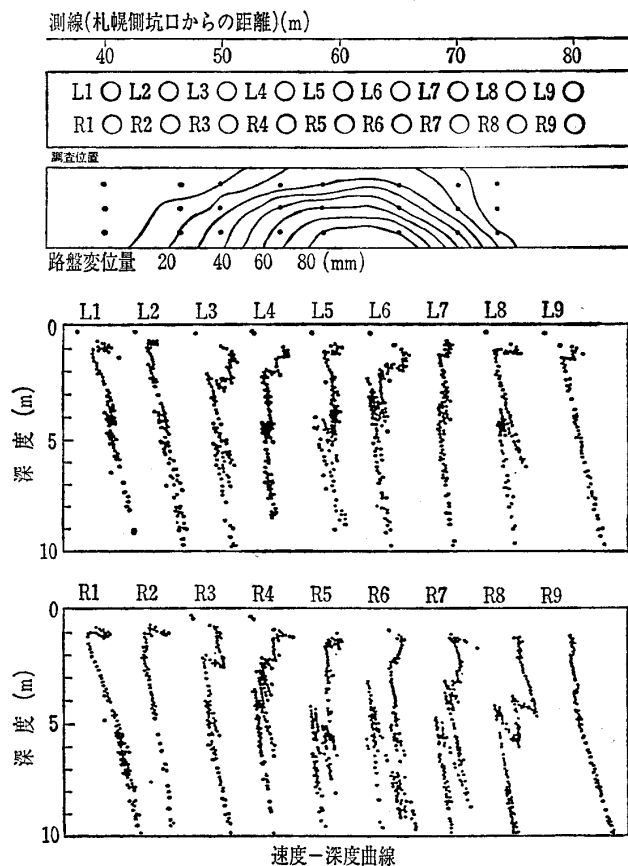 測線(札幌側坑口からの距離)(m)
40 50 60 70 80
L1 L2 L3 L4 L5 L6 L7 L8 L9
R1 R2 R3 R4 R5 R6 R7 R8 R9
調査位置
路盤変位量 20 40 60 80 (mm)
L1 L2 L3 L4 L5 L6 L7 L8 L9
0
5
10
深度(m)
R1 R2 R3 R4 R5 R6 R7 R8 R9
0
5
10
深度(m)
速度−深度曲線